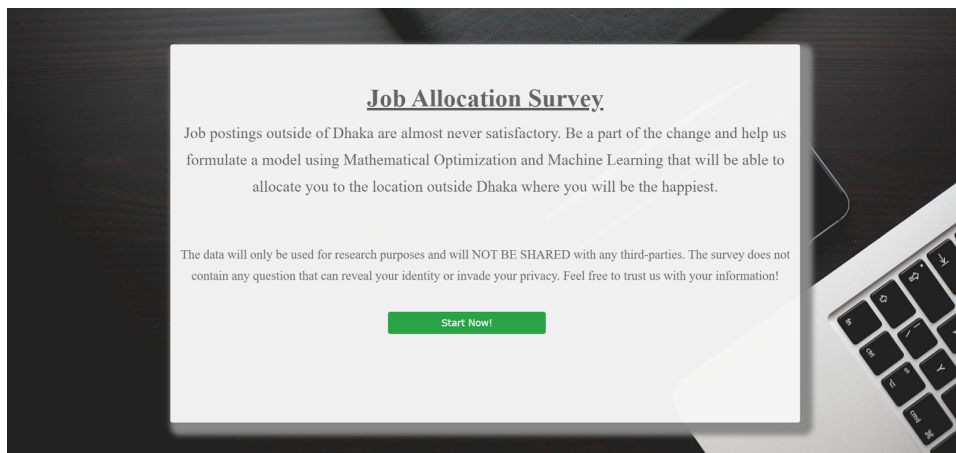 Job Allocation Survey
Job postings outside of Dhaka are almost never satisfactory. Be a part of the change and help us
formulate a model using Mathematical Optimization and Machine Learning that will be able to
allocate you to the location outside Dhaka where you will be the happiest.
The data will only be used for research purposes and will NOT BE SHARED with any third-parties. The survey does not
contain any question that can reveal your identity or invade your privacy. Feel free to trust us with your information!
Start Now!
fn
ctrl
cmd